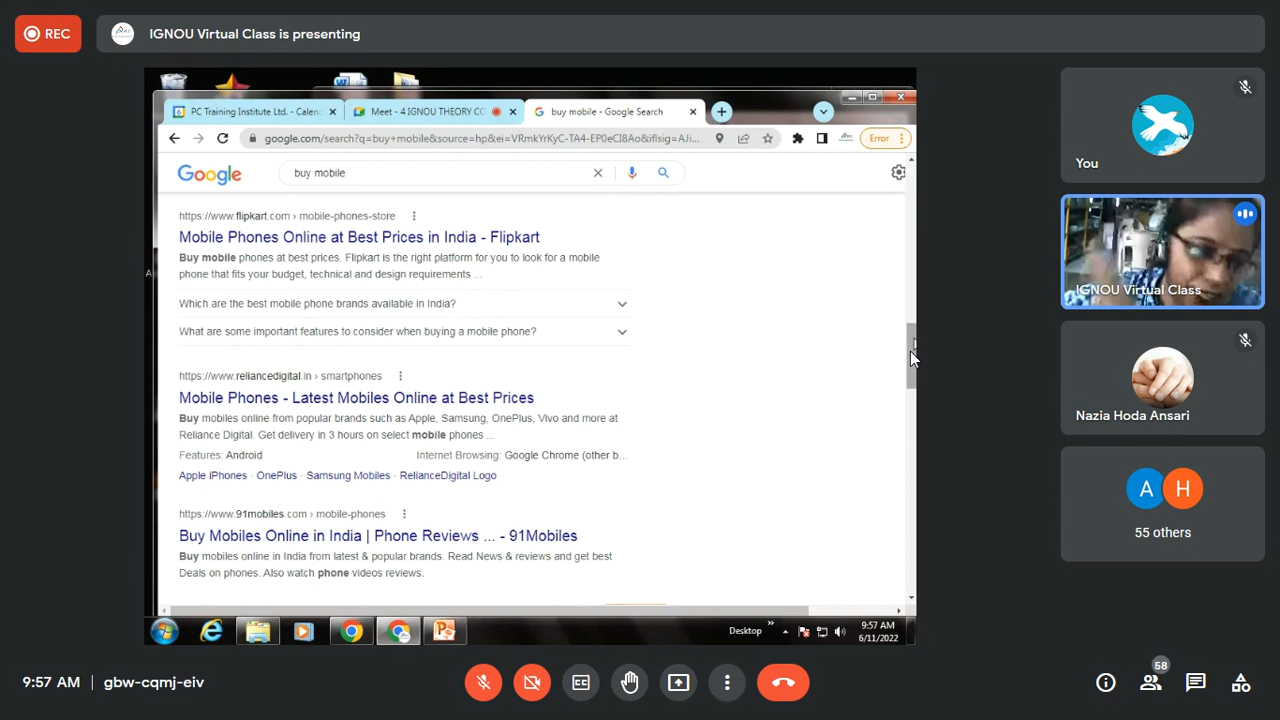 REC
IGNOU Virtual Class is presenting
PC Training Institute Ltd. - Calend
Meet - 4 IGNOU THEORY CO
buy mobile - Google Search
google.com/search?q=buy+mobile&source=hp&ei=VRmkYrKyC-TA4-EP0eCI8Ao&iflsig=AJi...
Error
Google
buy mobile
https://www.flipkart.com › mobile-phones-store
Mobile Phones Online at Best Prices in India - Flipkart
Buy mobile phones at best prices. Flipkart is the right platform for you to look for a mobile
phone that fits your budget, technical and design requirements ...
Which are the best mobile phone brands available in India?
What are some important features to consider when buying a mobile phone?
https://www.reliancedigital.in › smartphones
Mobile Phones - Latest Mobiles Online at Best Prices
Buy mobiles online from popular brands such as Apple, Samsung, OnePlus, Vivo and more at
Reliance Digital. Get delivery in 3 hours on select mobile phones ...
Features: Android Internet Browsing: Google Chrome (other b...
Apple iPhones · OnePlus · Samsung Mobiles · RelianceDigital Logo
https://www.91mobiles.com › mobile-phones
Buy Mobiles Online in India | Phone Reviews ... - 91Mobiles
Buy mobiles online in India from latest & popular brands. Read News & reviews and get best
Deals on phones. Also watch phone videos reviews.
Desktop
9:57 AM
6/11/2022
You
IGNOU Virtual Class
Nazia Hoda Ansari
A H
55 others
9:57 AM | gbw-cqmj-eiv
58